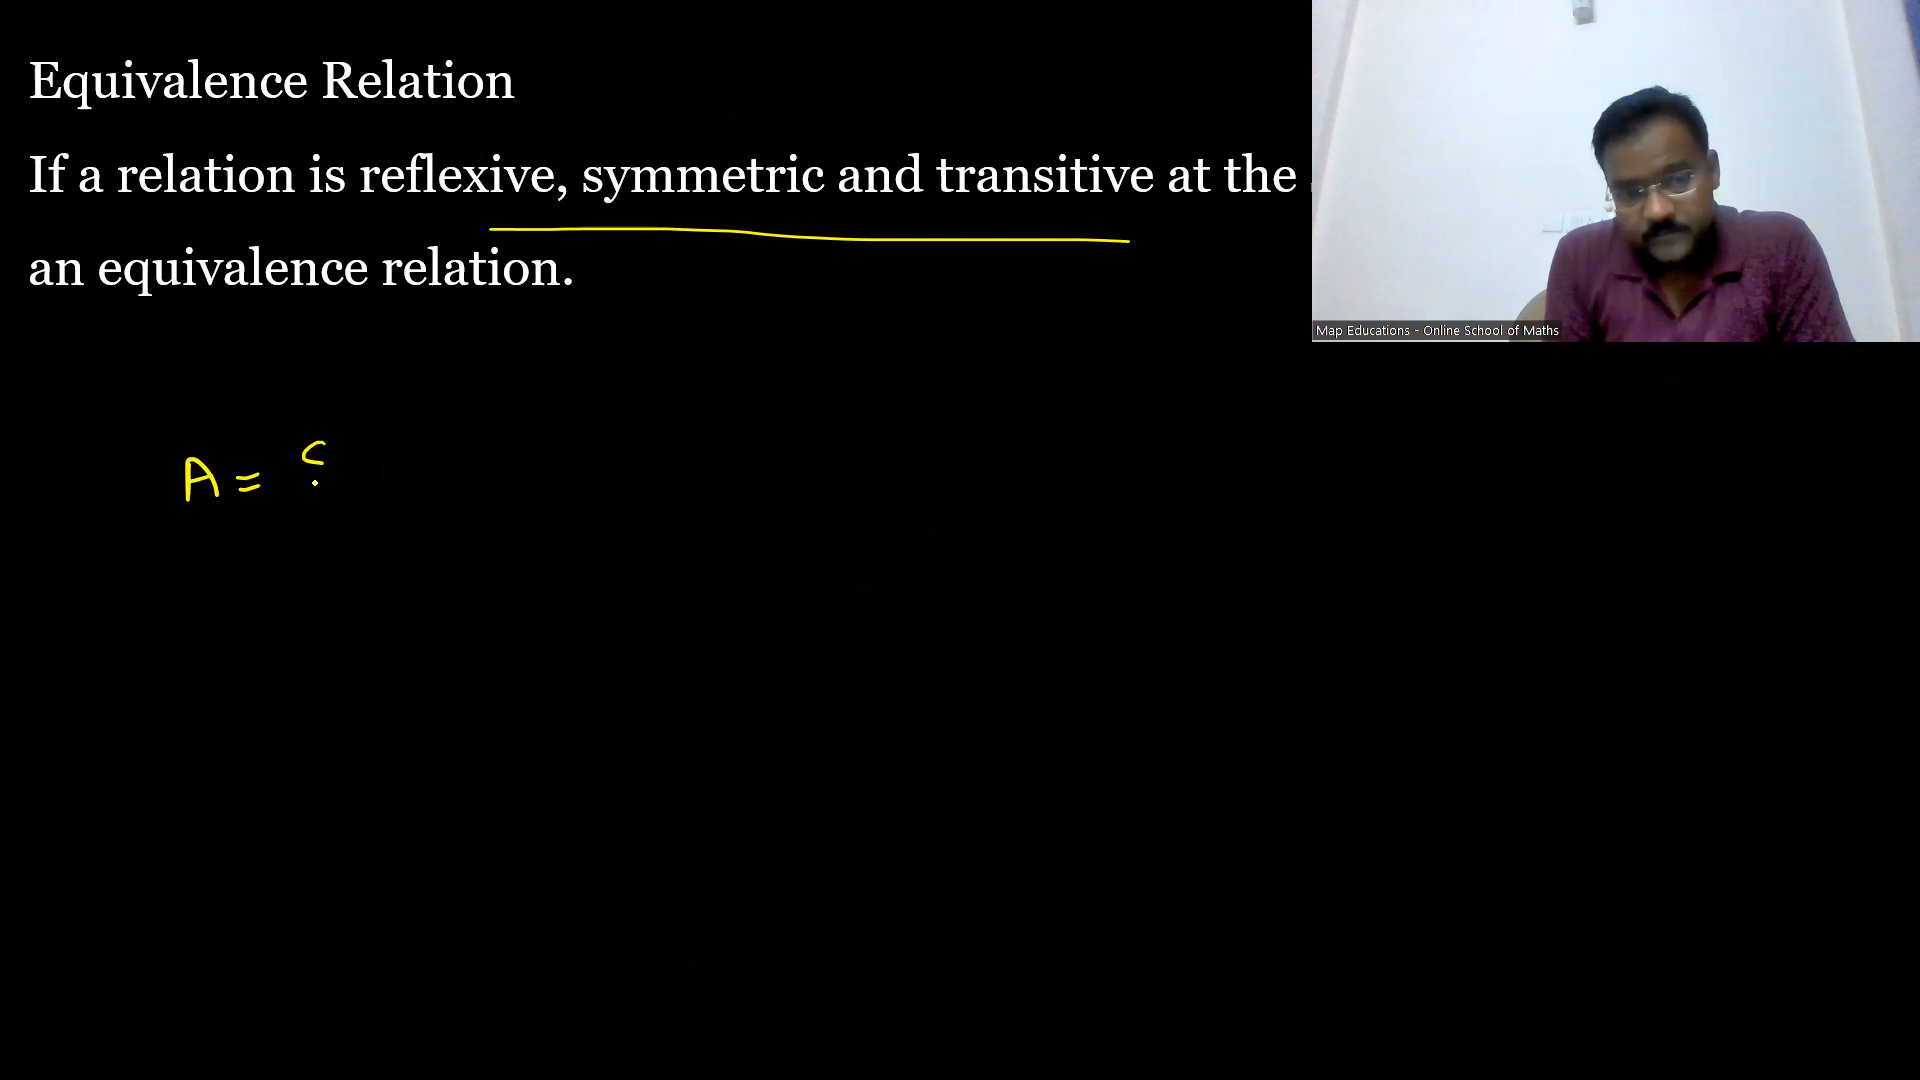 Equivalence Relation
If a relation is reflexive, symmetric and transitive at the
an equivalence relation.
Map Educations - Online School of Maths
A =